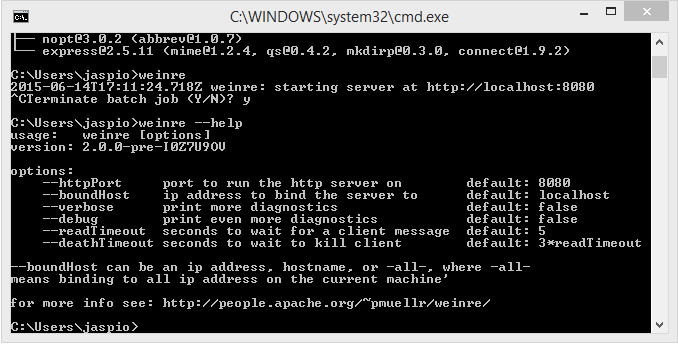 C:\WINDOWS\system32\cmd.exe
├── nopt@3.0.2 (abbrev@1.0.7)
└── express@2.5.11 (mime@1.2.4, qs@0.4.2, mkdirp@0.3.0, connect@1.9.2)
C:\Users\jaspio>weinre
2015-06-14T17:11:24.718Z weinre: starting server at http://localhost:8080
^CTerminate batch job (Y/N)? y
C:\Users\jaspio>weinre --help
usage:   weinre [options]
version: 2.0.0-pre-I0Z7U9OV
options:
    --httpPort     port to run the http server on        default: 8080
    --boundHost    ip address to bind the server to      default: localhost
    --verbose      print more diagnostics                default: false
    --debug        print even more diagnostics           default: false
    --readTimeout  seconds to wait for a client message  default: 5
    --deathTimeout seconds to wait to kill client        default: 3*readTimeout
--boundHost can be an ip address, hostname, or -all-, where -all-
means binding to all ip address on the current machine'
for more info see: http://people.apache.org/~pmuellr/weinre/
C:\Users\jaspio>